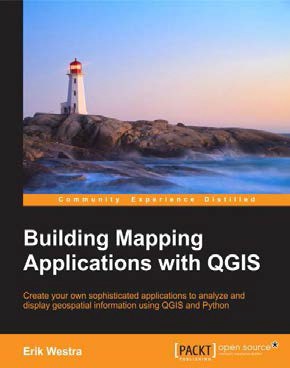 Community Experience Distilled
Building Mapping
Applications with QGIS
Create your own sophisticated applications to analyze and
display geospatial information using QGIS and Python
Erik Westra
[PACKT]
PUBLISHING
open source*